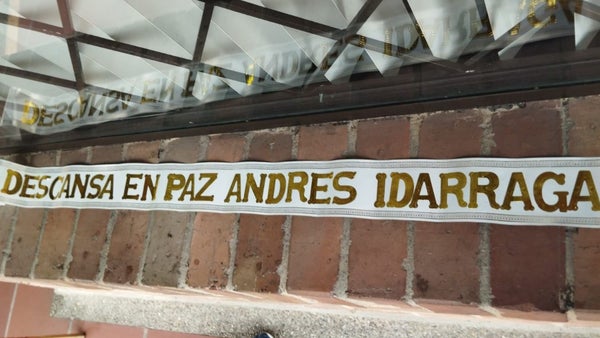 DESCANSA EN PAZ ANDRES IDARRAGA